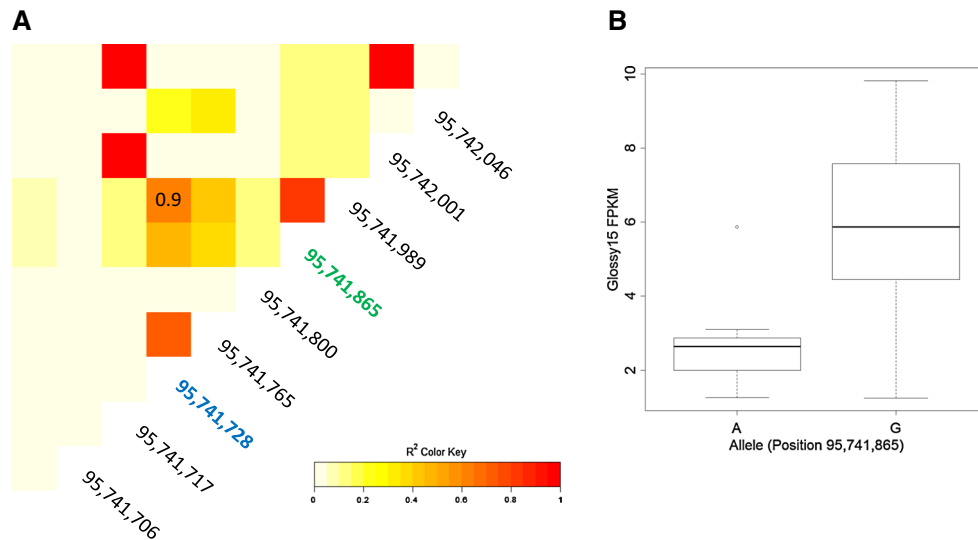 A
B
0.9
95,742,046
95,742,001
95,741,989
95,741,865
95,741,800
95,741,765
95,741,728
95,741,717
95,741,706
R2 Color Key
0 0.2 0.4 0.6 0.8 1
10
8
6
4
2
Glossy15 FPKM
A G
Allele (Position 95,741,865)